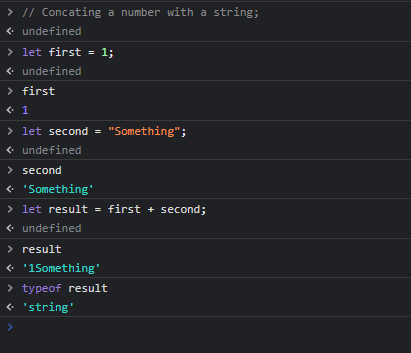 > // Concating a number with a string;
<· undefined
> let first = 1;
<· undefined
> first
<· 1
> let second = "Something";
<· undefined
> second
<· 'Something'
> let result = first + second;
<· undefined
> result
<· '1Something'
> typeof result
<· 'string'
>